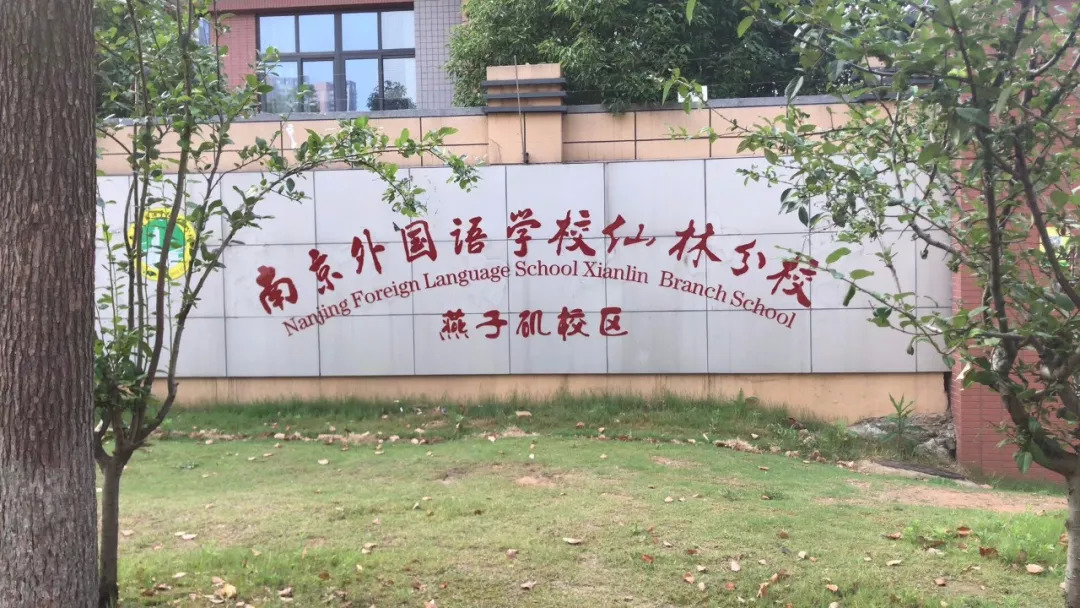 南京外国语学校仙林分校
Nanjing Foreign Language School Xianlin Branch School
燕子矶校区